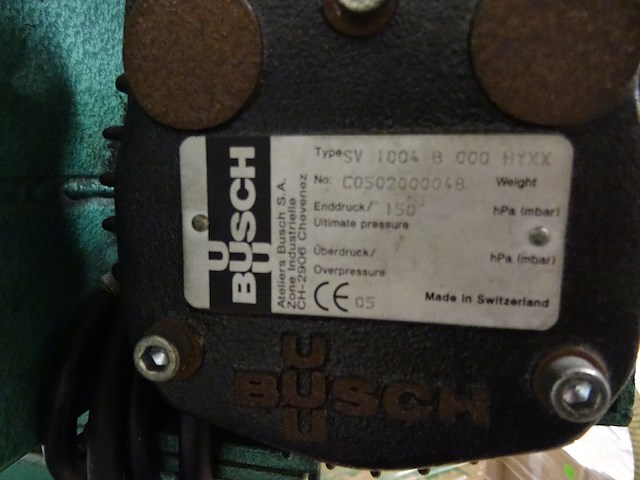 BUSCH
Ateliers Busch S.A.
Zone Industrielle
CH-2906 Chevenez
Type SV 1004 B 000 HYXX
No: C0502000048 Weight
Enddruck/ 150 hPa (mbar)
Ultimate pressure
Überdruck/ hPa (mbar)
Overpressure
CE 05 Made in Switzerland
U
BUSCH
U